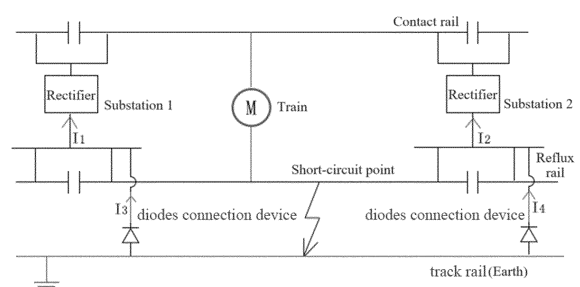 Contact rail
Rectifier
Substation 1
M
Train
Rectifier
Substation 2
I1
I2
Short-circuit point
Reflux
rail
I3
diodes connection device
diodes connection device
I4
track rail(Earth)